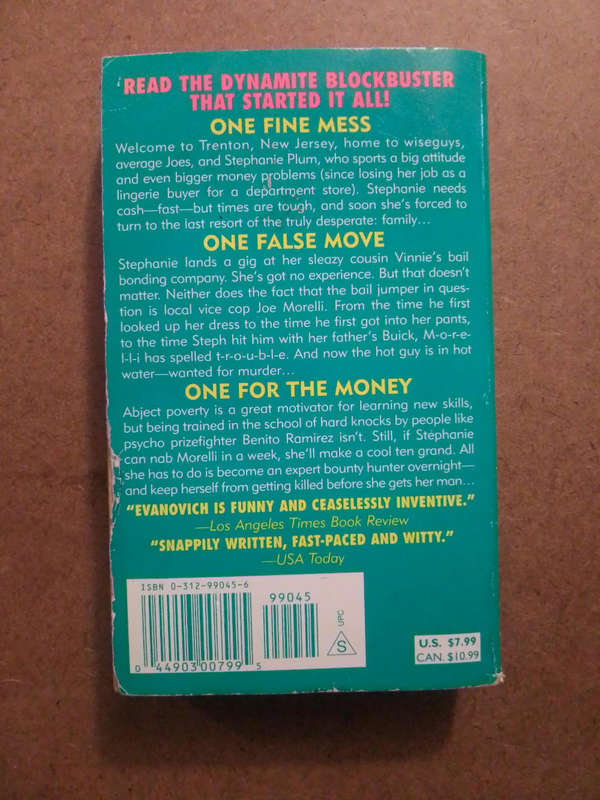 READ THE DYNAMITE BLOCKBUSTER
THAT STARTED IT ALL!
ONE FINE MESS
Welcome to Trenton, New Jersey, home to wiseguys,
average Joes, and Stephanie Plum, who sports a big attitude
and even bigger money problems (since losing her job as a
lingerie buyer for a department store). Stephanie needs
cash—fast—but times are tough, and soon she's forced to
turn to the last resort of the truly desperate: family...
ONE FALSE MOVE
Stephanie lands a gig at her sleazy cousin Vinnie's bail
bonding company. She's got no experience. But that doesn't
matter. Neither does the fact that the bail jumper in ques-
tion is local vice cop Joe Morelli. From the time he first
looked up her dress to the time he first got into her pants,
to the time Steph hit him with her father's Buick, M-o-r-e-
l-l-i has spelled t-r-o-u-b-l-e. And now the hot guy is in hot
water—wanted for murder...
ONE FOR THE MONEY
Abject poverty is a great motivator for learning new skills,
but being trained in the school of hard knocks by people like
psycho prizefighter Benito Ramirez isn't. Still, if Stephanie
can nab Morelli in a week, she'll make a cool ten grand. All
she has to do is become an expert bounty hunter overnight—
and keep herself from getting killed before she gets her man...
"EVANOVICH IS FUNNY AND CEASELESSLY INVENTIVE."
—Los Angeles Times Book Review
"SNAPPILY WRITTEN, FAST-PACED AND WITTY."
—USA Today
ISBN 0-312-99045-6
99045
UPC
S
0 44903 00799 5
U.S. $7.99
CAN. $10.99